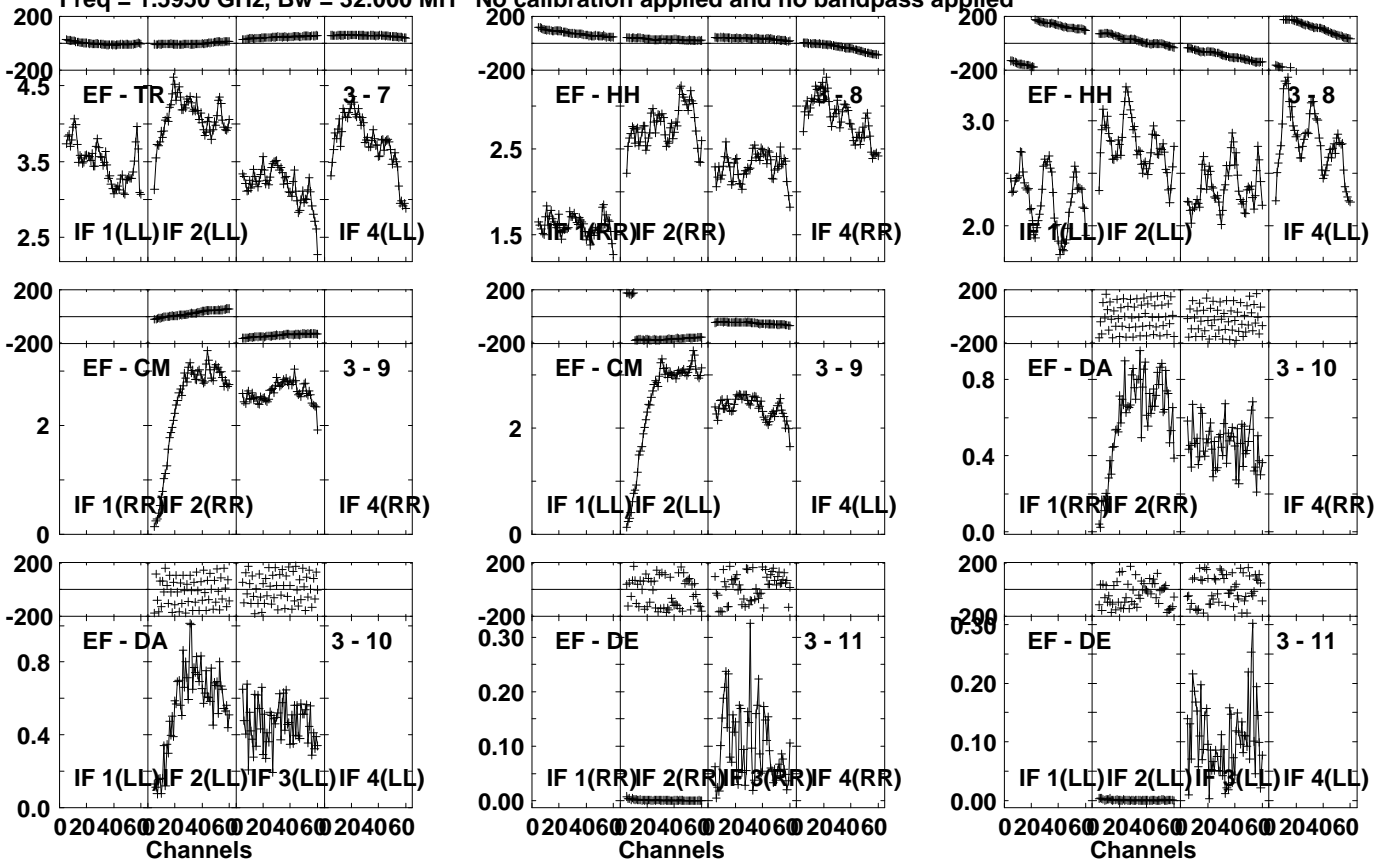 Freq = 1.5950 GHz, Bw = 32.000 MH No calibration applied and no bandpass applied
200
-200
EF - TR 3 - 7
4.5
3.5
2.5
IF 1(LL) IF 2(LL) IF 4(LL)
200
-200
EF - HH 3 - 8
2.5
1.5
IF 1(RR) IF 2(RR) IF 4(RR)
200
-200
EF - HH 3 - 8
3.0
2.0
IF 1(LL) IF 2(LL) IF 4(LL)
200
-200
EF - CM 3 - 9
2
0
IF 1(RR) IF 2(RR) IF 4(RR)
200
-200
EF - CM 3 - 9
2
0
IF 1(LL) IF 2(LL) IF 4(LL)
200
-200
EF - DA 3 - 10
0.8
0.4
0.0
IF 1(RR) IF 2(RR) IF 4(RR)
200
-200
EF - DA 3 - 10
0.8
0.4
0.0
IF 1(LL) IF 2(LL) IF 3(LL) IF 4(LL)
0 20 40 60 0 20 40 60 0 20 40 60 0 20 40 60
Channels
200
-200
EF - DE 3 - 11
0.30
0.20
0.10
0.00
IF 1(RR) IF 2(RR) IF 3(RR) IF 4(RR)
0 20 40 60 0 20 40 60 0 20 40 60 0 20 40 60
Channels
200
-200
EF - DE 3 - 11
0.30
0.20
0.10
0.00
IF 1(LL) IF 2(LL) IF 3(LL) IF 4(LL)
0 20 40 60 0 20 40 60 0 20 40 60 0 20 40 60
Channels